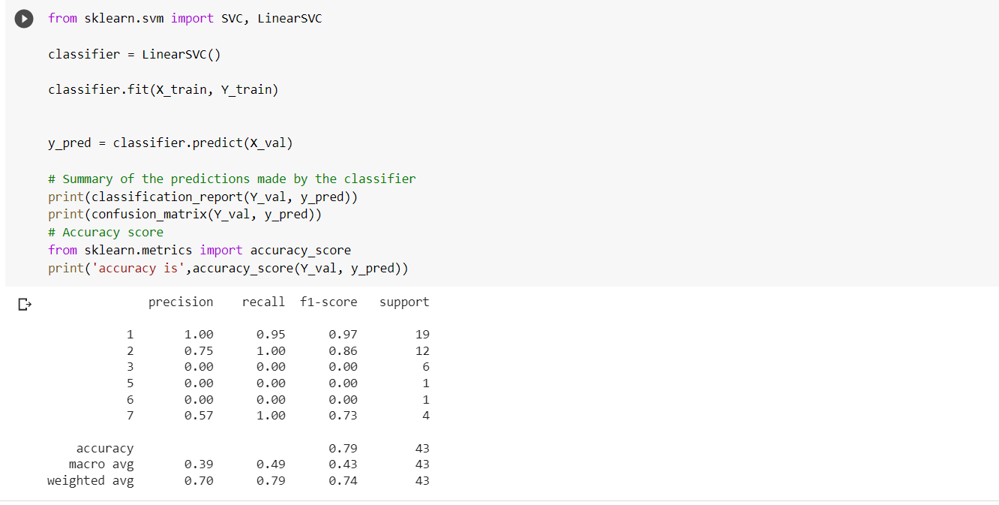 from sklearn.svm import SVC, LinearSVC
classifier = LinearSVC()
classifier.fit(X_train, Y_train)
y_pred = classifier.predict(X_val)
# Summary of the predictions made by the classifier
print(classification_report(Y_val, y_pred))
print(confusion_matrix(Y_val, y_pred))
# Accuracy score
from sklearn.metrics import accuracy_score
print('accuracy is',accuracy_score(Y_val, y_pred))
precision recall f1-score support
1 1.00 0.95 0.97 19
2 0.75 1.00 0.86 12
3 0.00 0.00 0.00 6
5 0.00 0.00 0.00 1
6 0.00 0.00 0.00 1
7 0.57 1.00 0.73 4
accuracy 0.79 43
macro avg 0.39 0.49 0.43 43
weighted avg 0.70 0.79 0.74 43